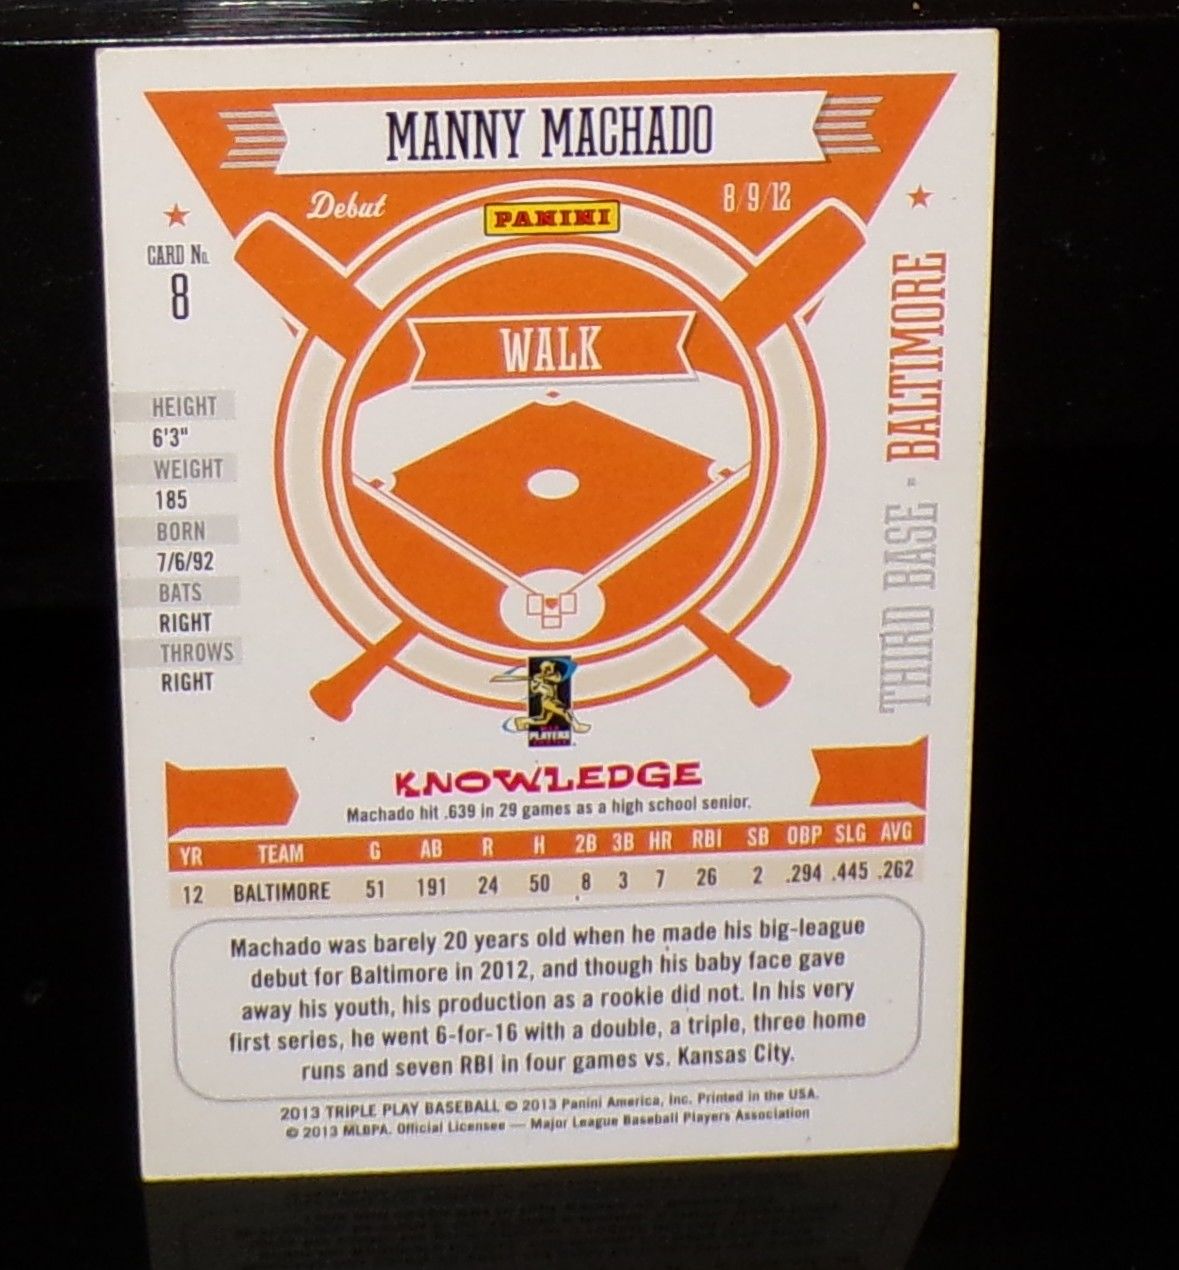 MANNY MACHADO
Debut
8/9/12
PANINI
CARD No.
8
WALK
HEIGHT
6'3"
WEIGHT
185
BORN
7/6/92
BATS
RIGHT
THROWS
RIGHT
THIRD BASE - BALTIMORE
PLAYERS
KNOWLEDGE
Machado hit .639 in 29 games as a high school senior.
YR TEAM G AB R H 2B 3B HR RBI SB OBP SLG AVG
12 BALTIMORE 51 191 24 50 8 3 7 26 2 .294 .445 .262
Machado was barely 20 years old when he made his big-league
debut for Baltimore in 2012, and though his baby face gave
away his youth, his production as a rookie did not. In his very
first series, he went 6-for-16 with a double, a triple, three home
runs and seven RBI in four games vs. Kansas City.
2013 TRIPLE PLAY BASEBALL © 2013 Panini America, Inc. Printed in the USA.
© 2013 MLBPA. Official Licensee — Major League Baseball Players Association